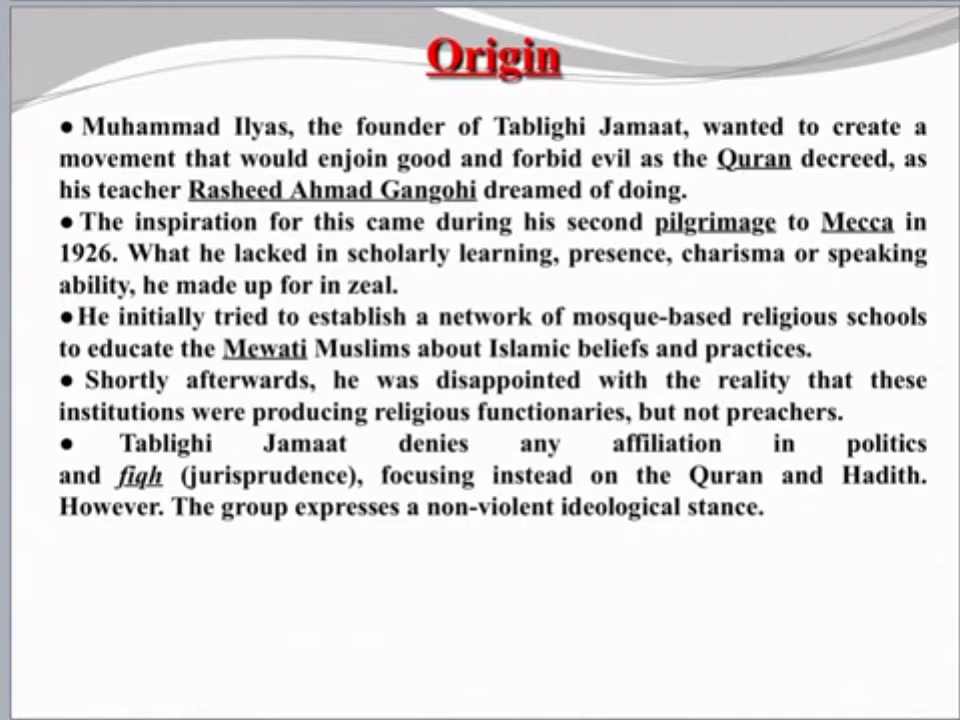 Origin
● Muhammad Ilyas, the founder of Tablighi Jamaat, wanted to create a
movement that would enjoin good and forbid evil as the Quran decreed, as
his teacher Rasheed Ahmad Gangohi dreamed of doing.
● The inspiration for this came during his second pilgrimage to Mecca in
1926. What he lacked in scholarly learning, presence, charisma or speaking
ability, he made up for in zeal.
● He initially tried to establish a network of mosque-based religious schools
to educate the Mewati Muslims about Islamic beliefs and practices.
● Shortly afterwards, he was disappointed with the reality that these
institutions were producing religious functionaries, but not preachers.
● Tablighi Jamaat denies any affiliation in politics
and fiqh (jurisprudence), focusing instead on the Quran and Hadith.
However. The group expresses a non-violent ideological stance.